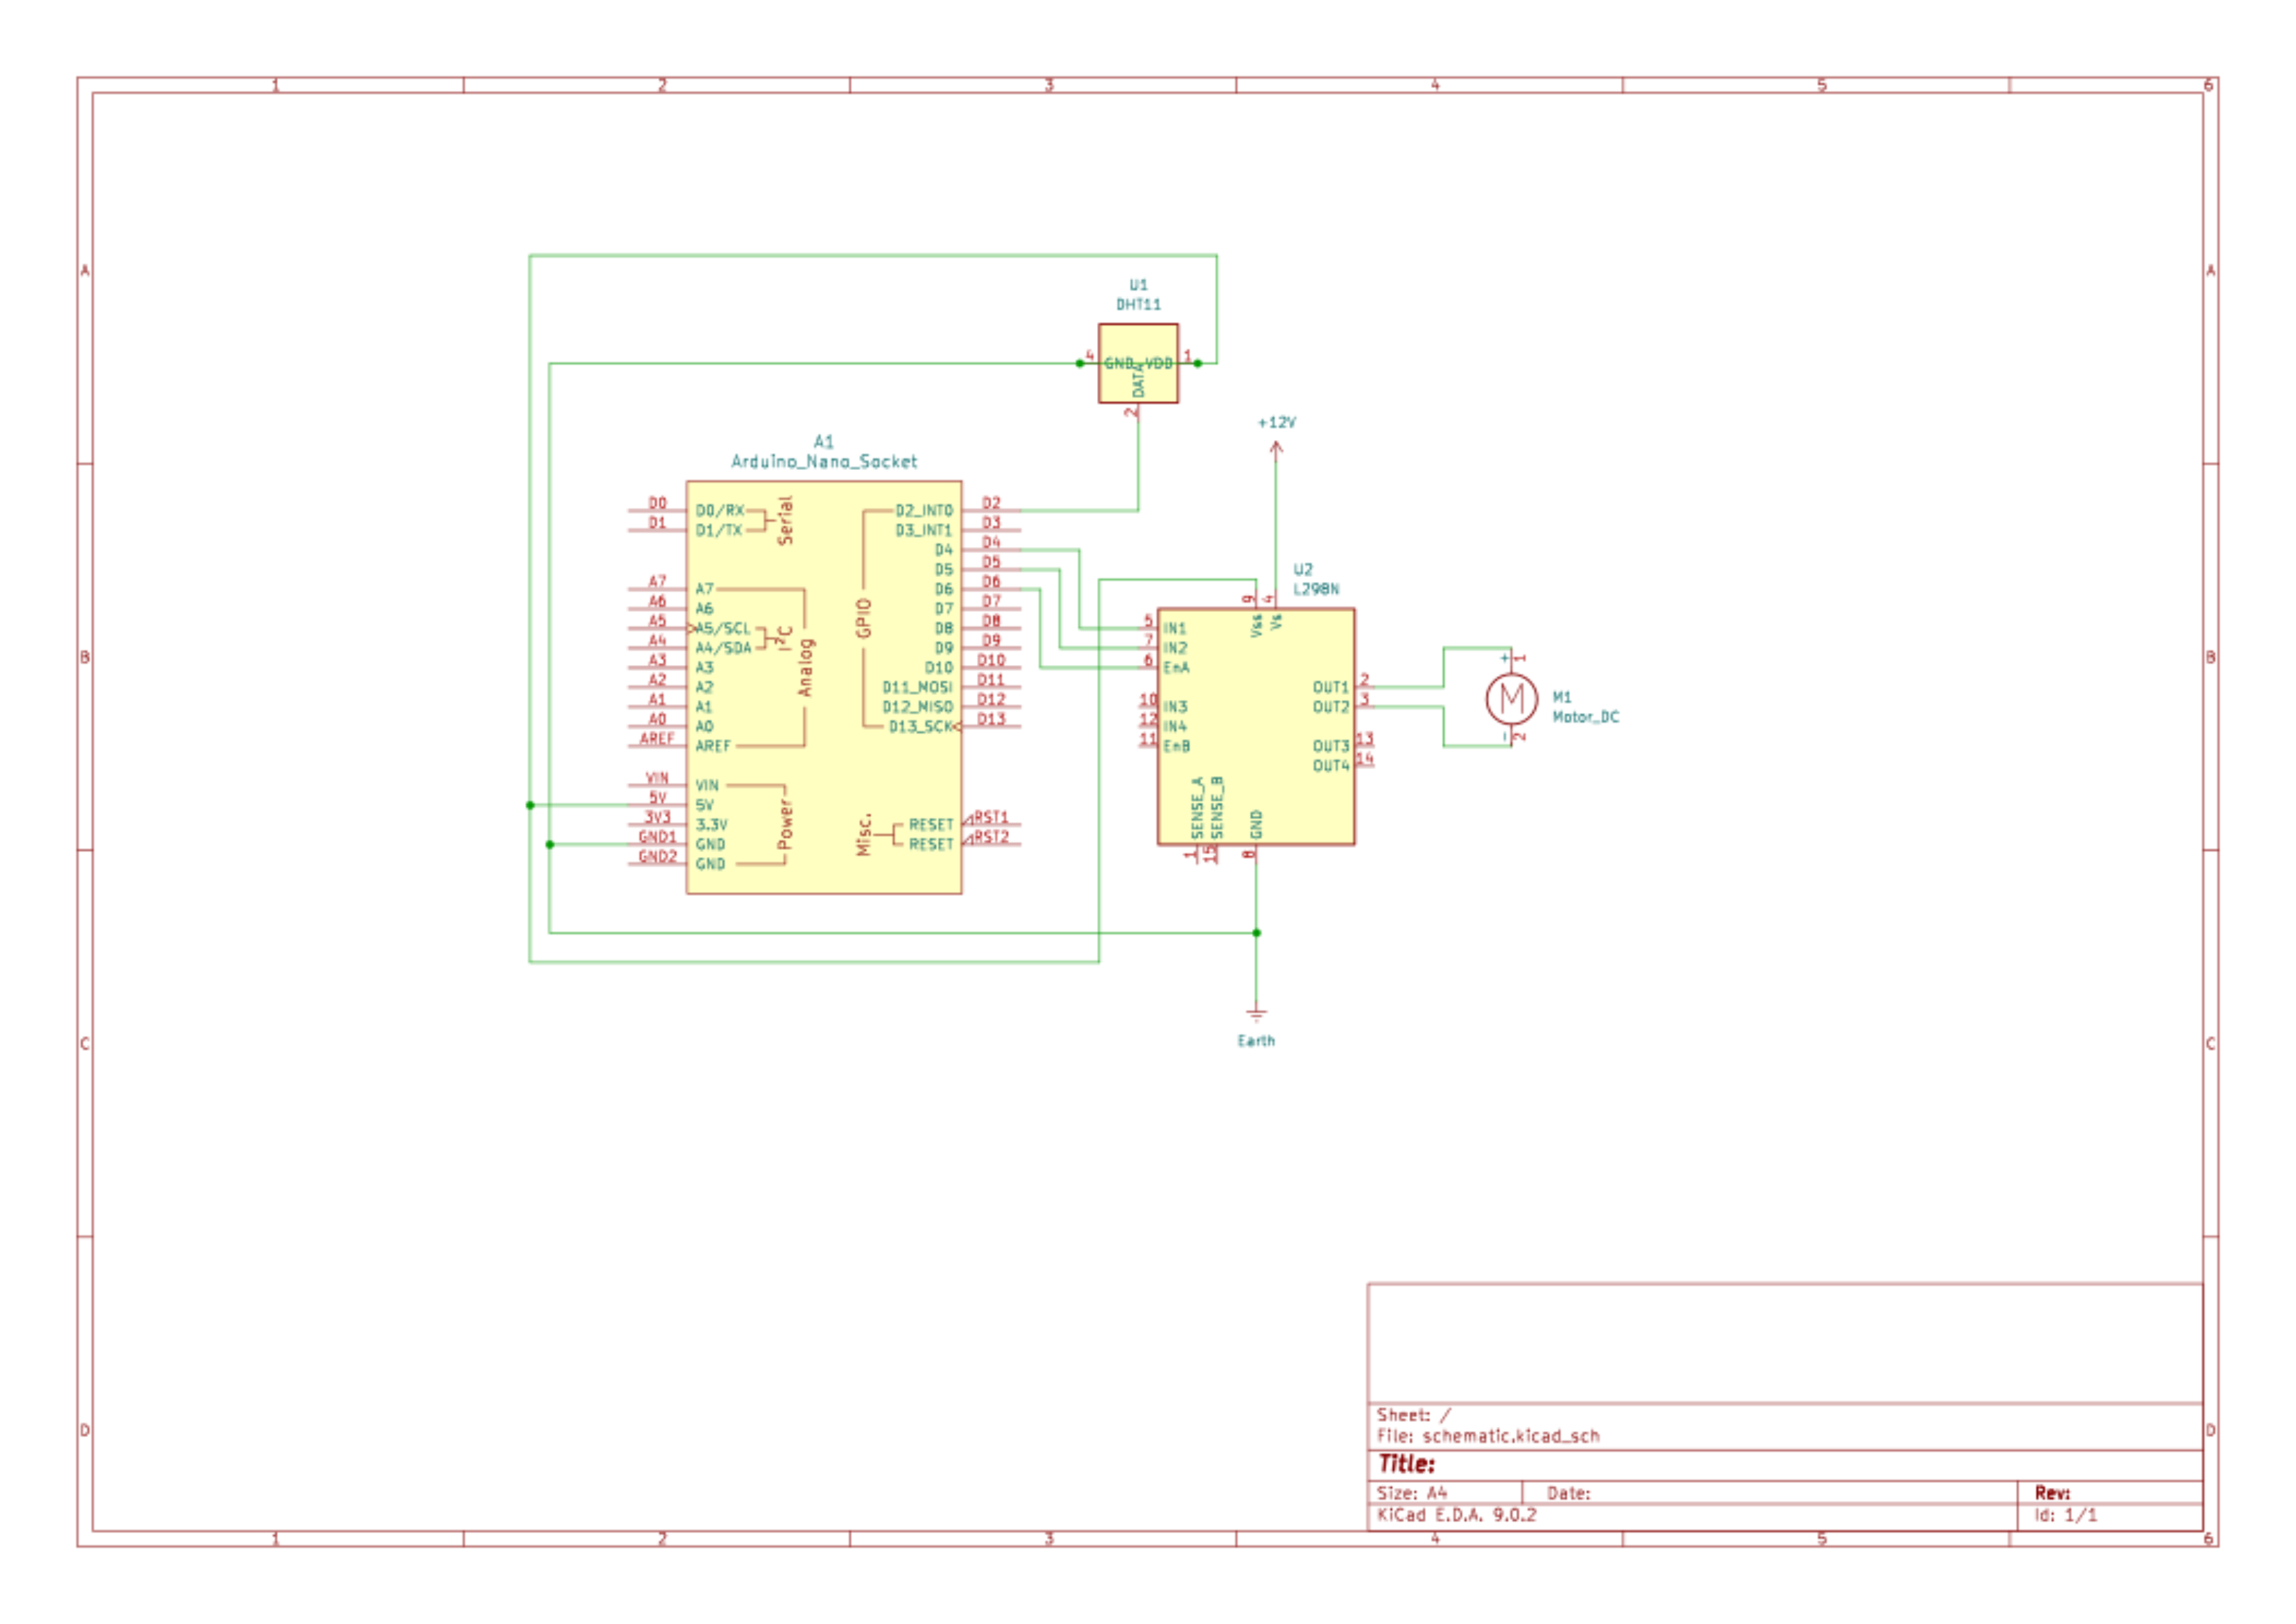 1 2 3 4 5 6
A A
B B
C C
D D
U1
DHT11
4 GND VDD 1
DATA
2
+12V
A1
Arduino_Nano_Socket
D0 D0/RX
D1 D1/TX
Serial
A7 A7
A6 A6
A5 A5/SCL
A4 A4/SDA
I²C
A3 A3
A2 A2
A1 A1
A0 A0
AREF AREF
Analog
VIN VIN
5V 5V
3V3 3.3V
GND1 GND
GND2 GND
Power
GPIO
D2_INT0 D2
D3_INT1 D3
D4 D4
D5 D5
D6 D6
D7 D7
D8 D8
D9 D9
D10 D10
D11_MOSI D11
D12_MISO D12
D13_SCK D13
Misc.
RESET RST1
RESET RST2
U2
L298N
9 Vss
4 Vs
5 IN1
7 IN2
6 EnA
10 IN3
12 IN4
11 EnB
OUT1 2
OUT2 3
OUT3 13
OUT4 14
SENSE_A 1
SENSE_B 15
GND 8
+ 1
M
- 2
M1
Motor_DC
Earth
Sheet: /
File: schematic.kicad_sch
Title:
Size: A4 Date: Rev:
KiCad E.D.A. 9.0.2 Id: 1/1
1 2 3 4 5 6